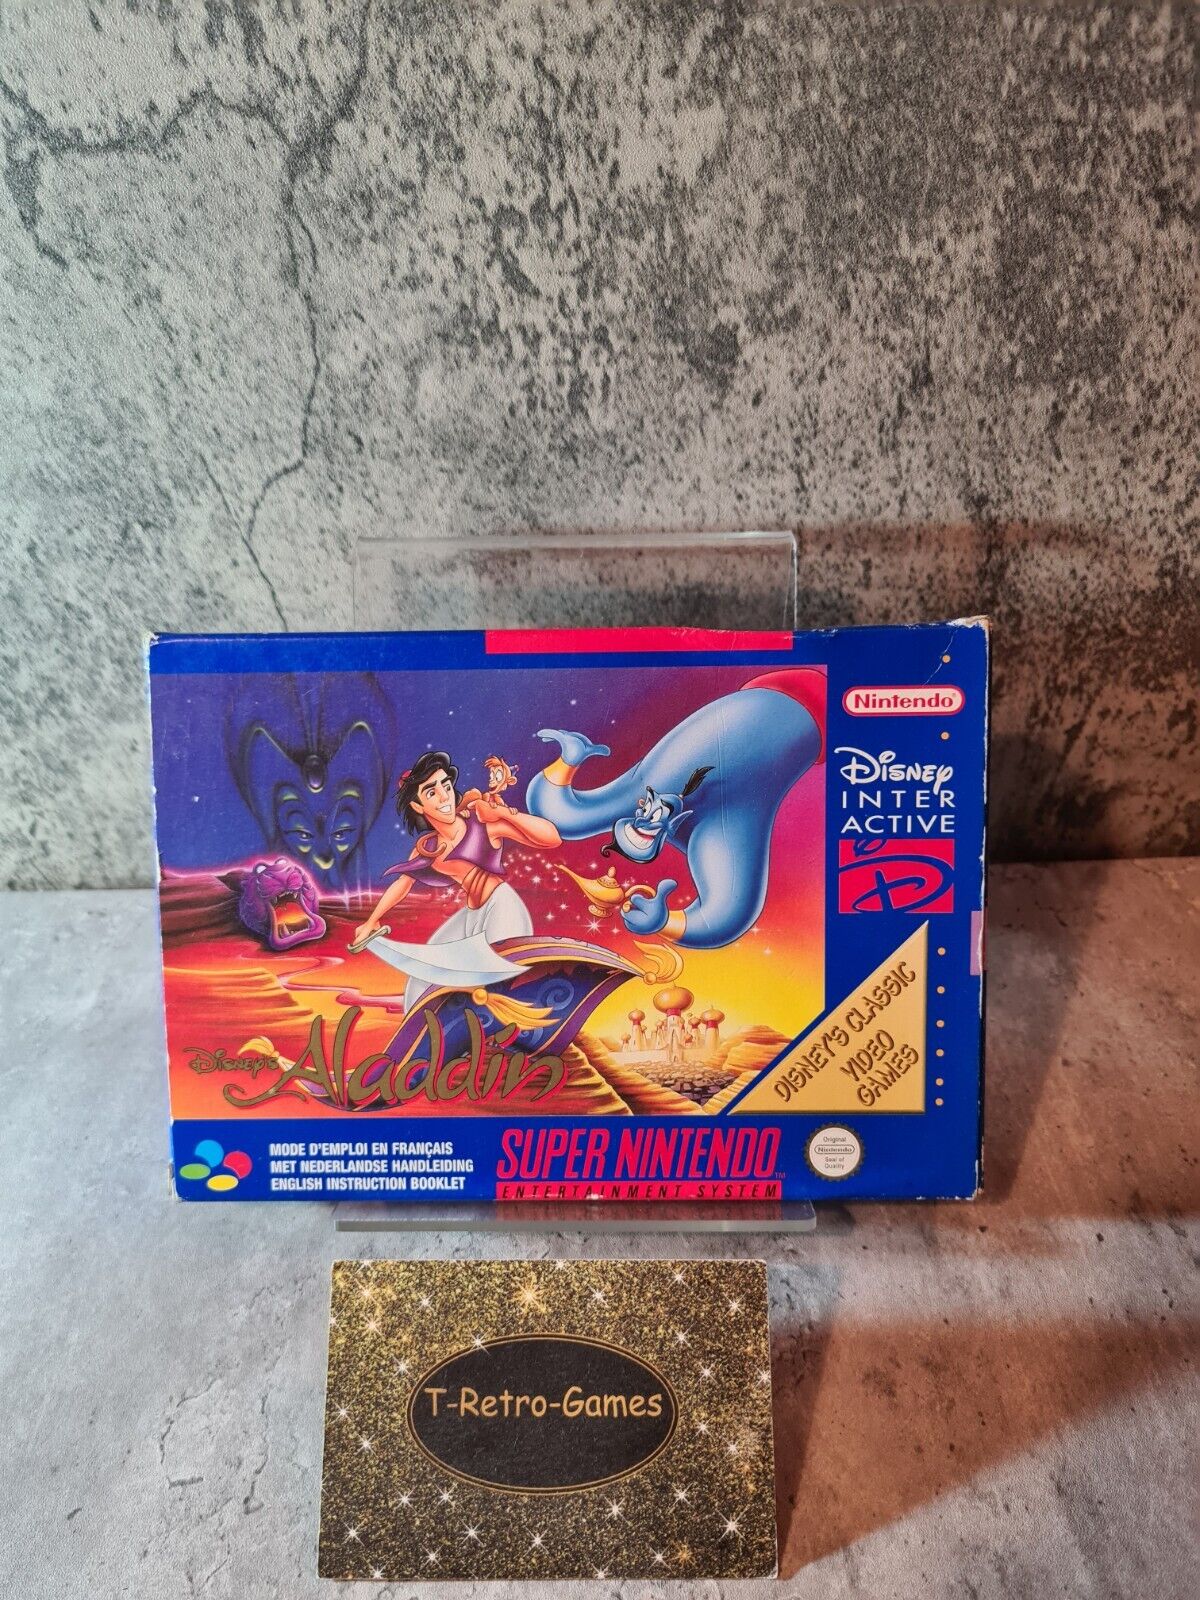 Nintendo
DISNEY
INTER
ACTIVE
DISNEY'S CLASSIC
VIDEO
GAMES
DISNEY'S Aladdin
MODE D'EMPLOI EN FRANÇAIS
MET NEDERLANDSE HANDLEIDING
ENGLISH INSTRUCTION BOOKLET
SUPER NINTENDO TM
ENTERTAINMENT SYSTEM
Original
Nintendo
Seal of
Quality
T-Retro-Games